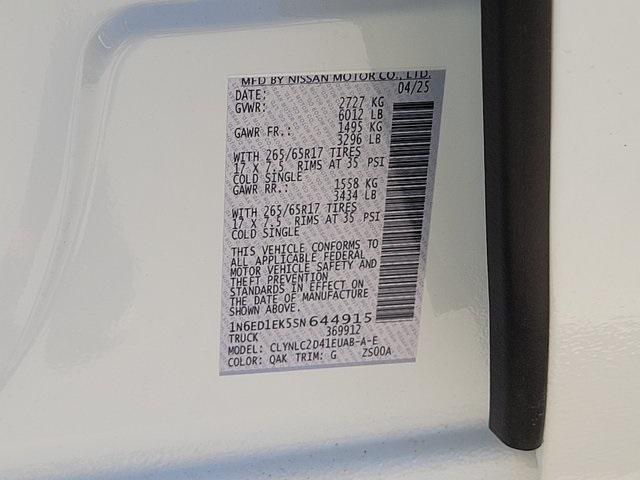 MFD BY NISSAN MOTOR CO., LTD.
DATE: 04/25
GVWR: 2727 KG
6012 LB
GAWR FR.: 1495 KG
3296 LB
WITH 265/65R17 TIRES
17 X 7.5 RIMS AT 35 PSI
COLD SINGLE
GAWR RR.: 1558 KG
3434 LB
WITH 265/65R17 TIRES
17 X 7.5 RIMS AT 35 PSI
COLD SINGLE
THIS VEHICLE CONFORMS TO
ALL APPLICABLE FEDERAL
MOTOR VEHICLE SAFETY AND
THEFT PREVENTION
STANDARDS IN EFFECT ON
THE DATE OF MANUFACTURE
SHOWN ABOVE.
1N6ED1EK5SN644915
TRUCK 369912
MODEL: CLYNLC2D41EUAB-A-E
COLOR: QAK TRIM: G ZS00A